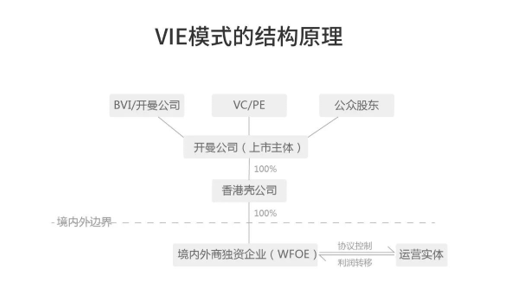 VIE模式的结构原理
BVI/开曼公司
VC/PE
公众股东
开曼公司（上市主体）
100%
香港壳公司
100%
境内外边界
境内外商独资企业（WFOE）
协议控制
利润转移
运营实体